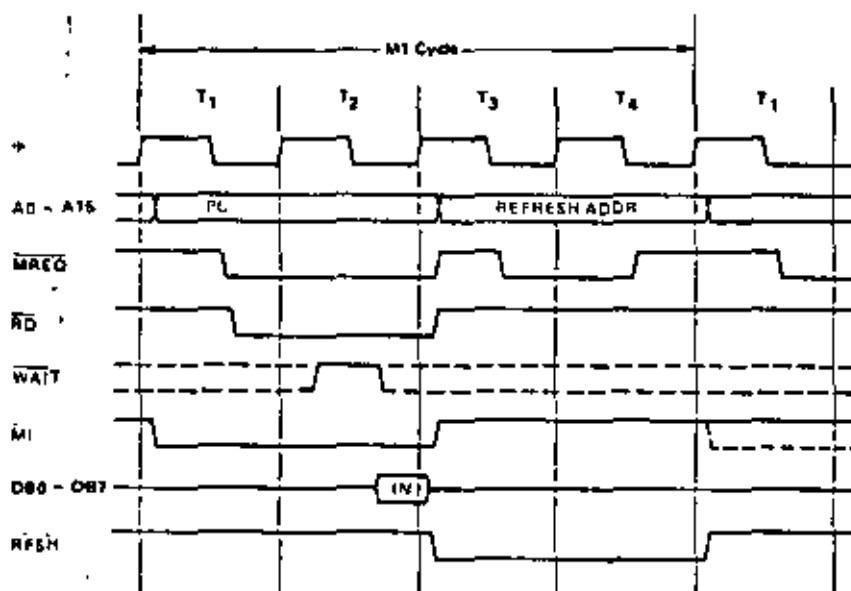 M1 Cycle
T1 T2 T3 T4 T1
Φ
A0 - A15 PC REFRESH ADDR
MREQ
RD
WAIT
M1
DB0 - DB7 IN
RFSH